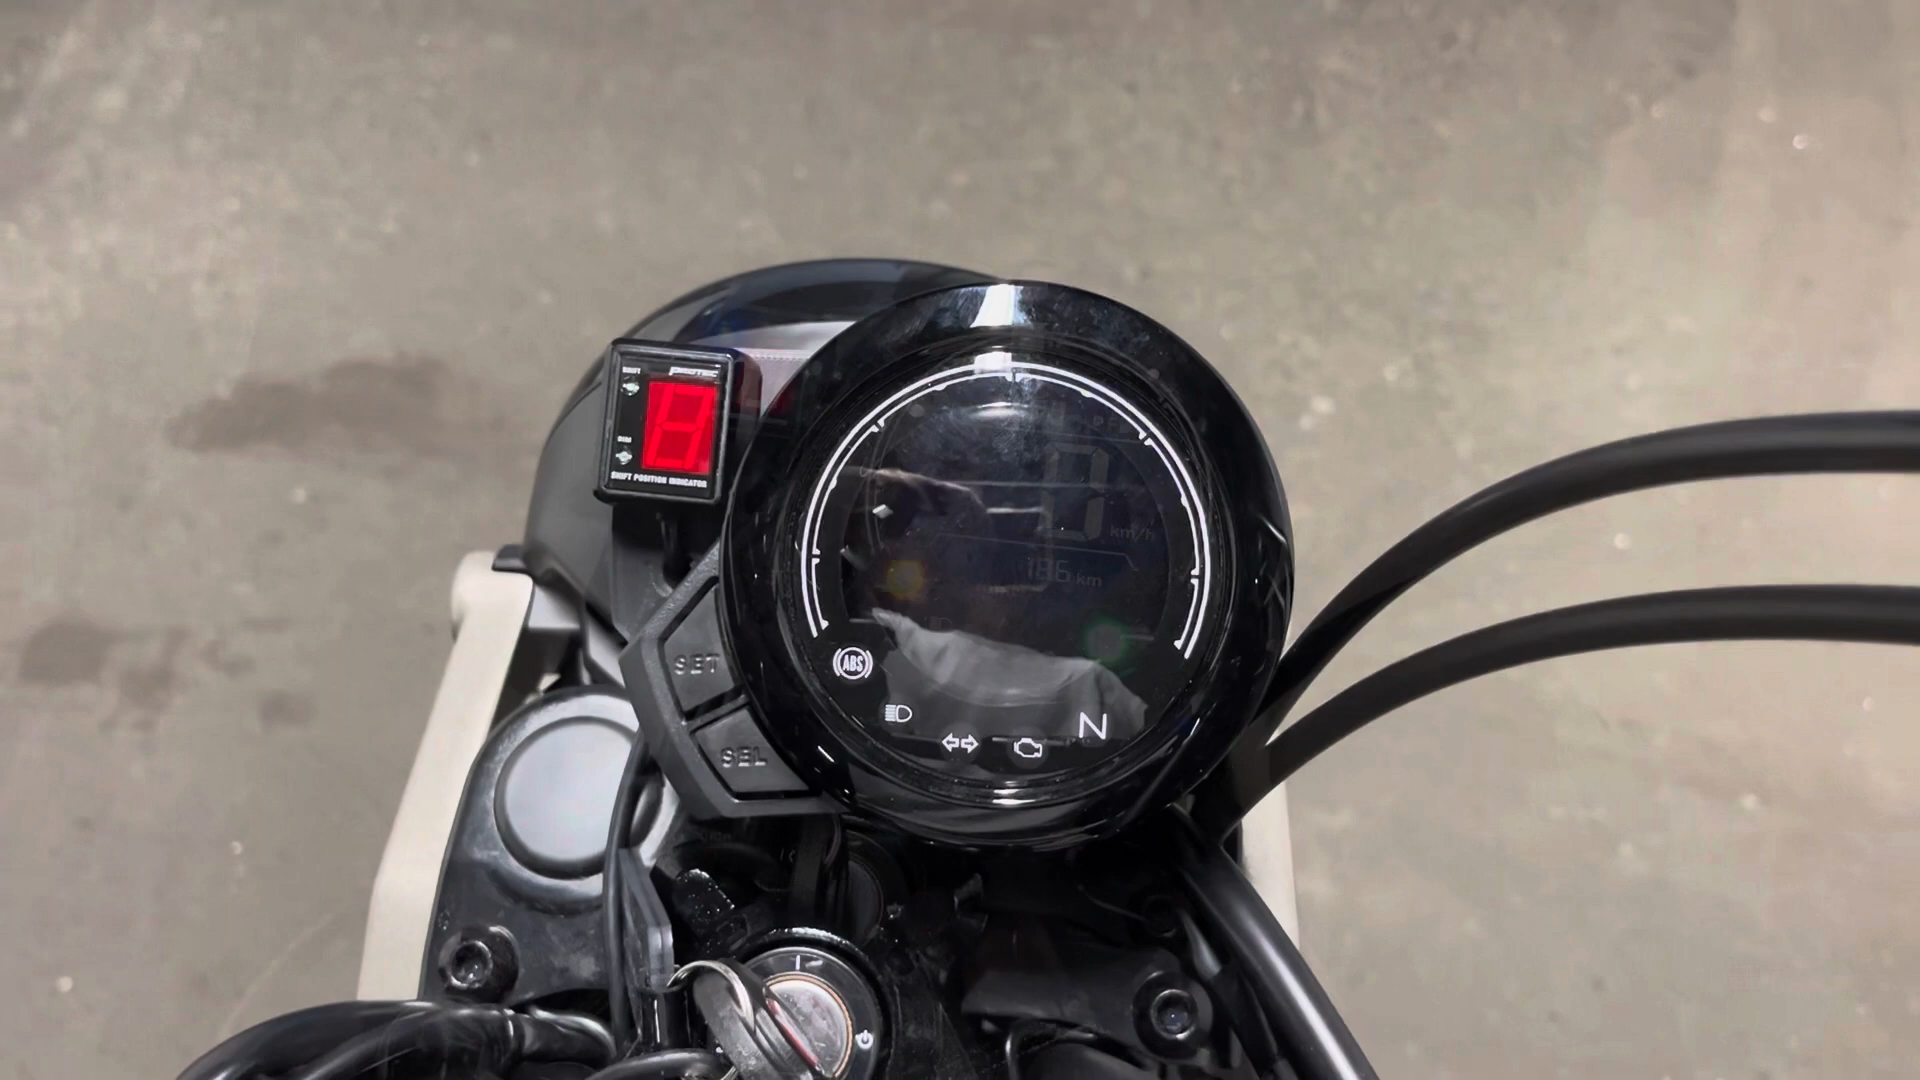 SHIFT
PROTEC
DIM
SHIFT POSITION INDICATOR
0
km/h
186 km
SET
ABS
SEL
N